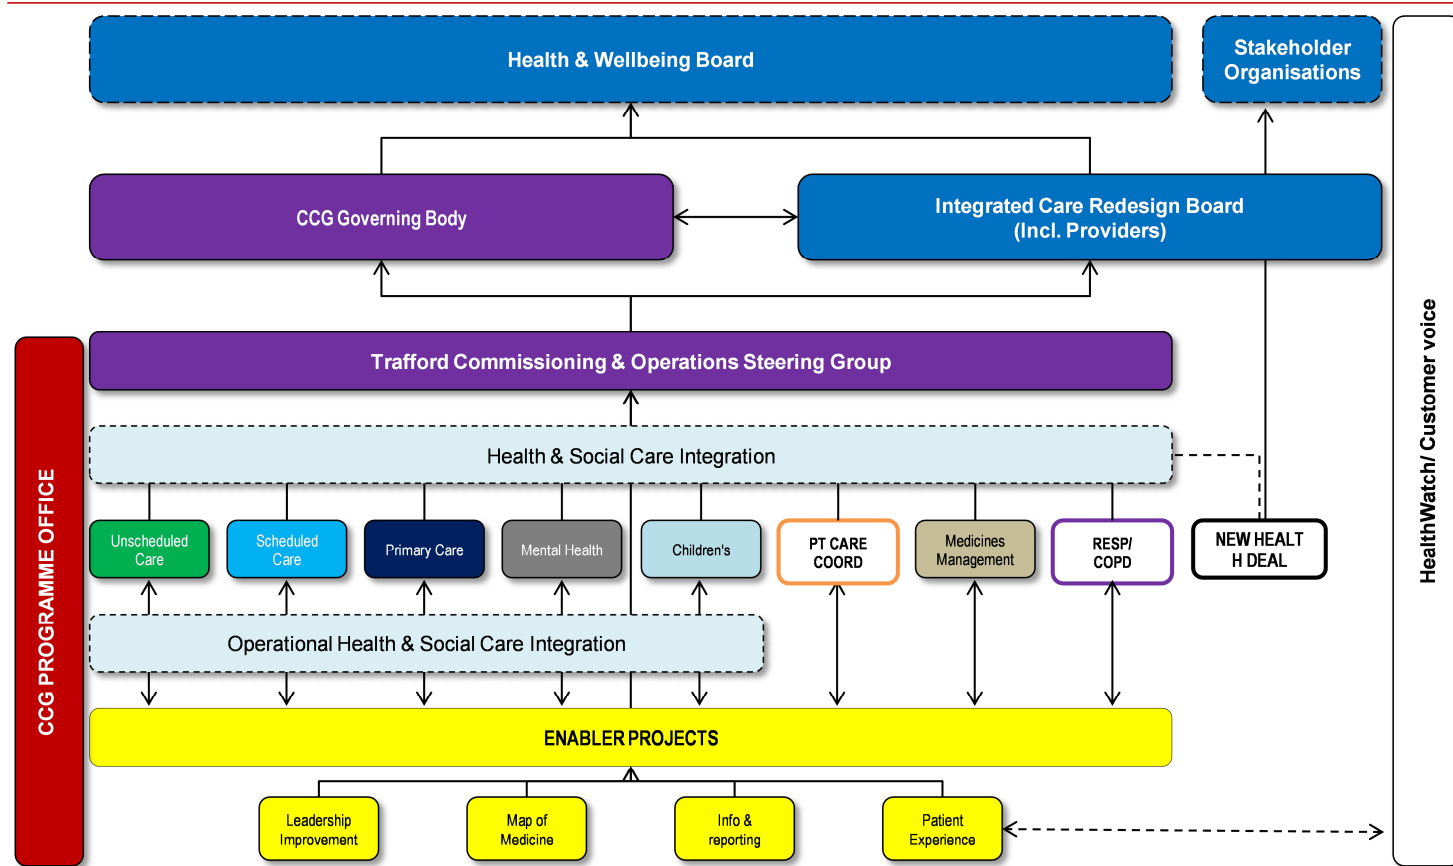 Health & Wellbeing Board
Stakeholder
Organisations
CCG Governing Body
Integrated Care Redesign Board
(Incl. Providers)
Trafford Commissioning & Operations Steering Group
Health & Social Care Integration
Unscheduled
Care
Scheduled
Care
Primary Care
Mental Health
Children's
PT CARE
COORD
Medicines
Management
RESP/
COPD
NEW HEALT
H DEAL
Operational Health & Social Care Integration
ENABLER PROJECTS
Leadership
Improvement
Map of
Medicine
Info &
reporting
Patient
Experience
CCG PROGRAMME OFFICE
HealthWatch/ Customer voice